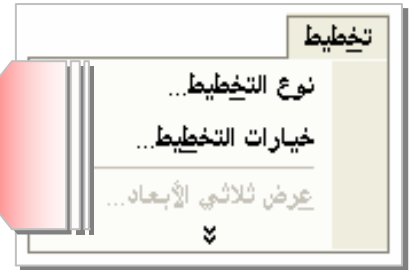 تخطيط
نوع التخطيط...
خيارات التخطيط...
عرض ثلاثي الأبعاد...